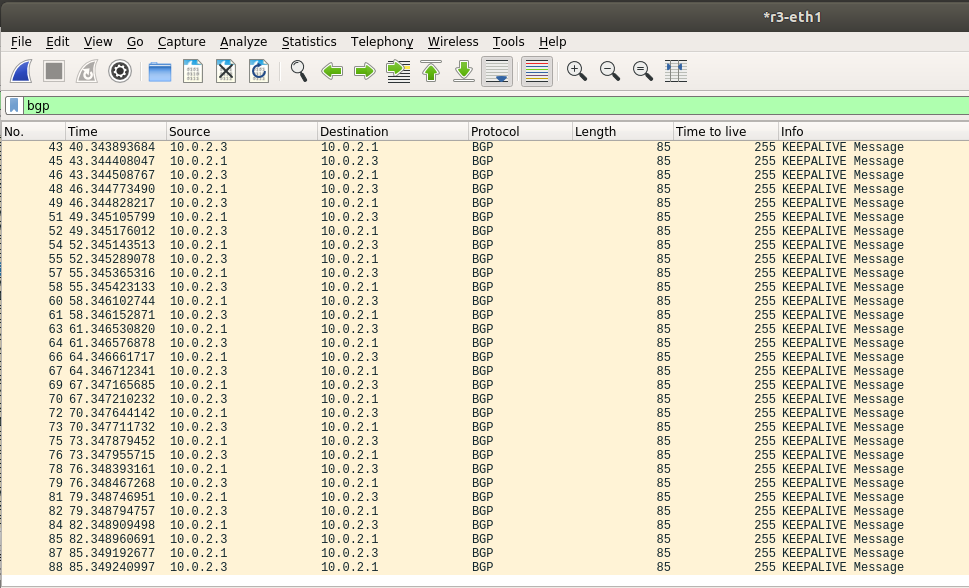 *r3-eth1
File Edit View Go Capture Analyze Statistics Telephony Wireless Tools Help
bgp
No. Time Source Destination Protocol Length Time to live Info
43 40.343893684 10.0.2.3 10.0.2.1 BGP 85 255 KEEPALIVE Message
45 43.344408047 10.0.2.1 10.0.2.3 BGP 85 255 KEEPALIVE Message
46 43.344508767 10.0.2.3 10.0.2.1 BGP 85 255 KEEPALIVE Message
48 46.344773490 10.0.2.1 10.0.2.3 BGP 85 255 KEEPALIVE Message
49 46.344828217 10.0.2.3 10.0.2.1 BGP 85 255 KEEPALIVE Message
51 49.345105799 10.0.2.1 10.0.2.3 BGP 85 255 KEEPALIVE Message
52 49.345176012 10.0.2.3 10.0.2.1 BGP 85 255 KEEPALIVE Message
54 52.345143513 10.0.2.1 10.0.2.3 BGP 85 255 KEEPALIVE Message
55 52.345289078 10.0.2.3 10.0.2.1 BGP 85 255 KEEPALIVE Message
57 55.345365316 10.0.2.1 10.0.2.3 BGP 85 255 KEEPALIVE Message
58 55.345423133 10.0.2.3 10.0.2.1 BGP 85 255 KEEPALIVE Message
60 58.346102744 10.0.2.1 10.0.2.3 BGP 85 255 KEEPALIVE Message
61 58.346152871 10.0.2.3 10.0.2.1 BGP 85 255 KEEPALIVE Message
63 61.346530820 10.0.2.1 10.0.2.3 BGP 85 255 KEEPALIVE Message
64 61.346576878 10.0.2.3 10.0.2.1 BGP 85 255 KEEPALIVE Message
66 64.346661717 10.0.2.1 10.0.2.3 BGP 85 255 KEEPALIVE Message
67 64.346712341 10.0.2.3 10.0.2.1 BGP 85 255 KEEPALIVE Message
69 67.347165685 10.0.2.1 10.0.2.3 BGP 85 255 KEEPALIVE Message
70 67.347210232 10.0.2.3 10.0.2.1 BGP 85 255 KEEPALIVE Message
72 70.347644142 10.0.2.1 10.0.2.3 BGP 85 255 KEEPALIVE Message
73 70.347711732 10.0.2.3 10.0.2.1 BGP 85 255 KEEPALIVE Message
75 73.347879452 10.0.2.1 10.0.2.3 BGP 85 255 KEEPALIVE Message
76 73.347955715 10.0.2.3 10.0.2.1 BGP 85 255 KEEPALIVE Message
78 76.348393161 10.0.2.1 10.0.2.3 BGP 85 255 KEEPALIVE Message
79 76.348467268 10.0.2.3 10.0.2.1 BGP 85 255 KEEPALIVE Message
81 79.348746951 10.0.2.1 10.0.2.3 BGP 85 255 KEEPALIVE Message
82 79.348794757 10.0.2.3 10.0.2.1 BGP 85 255 KEEPALIVE Message
84 82.348909498 10.0.2.1 10.0.2.3 BGP 85 255 KEEPALIVE Message
85 82.348960691 10.0.2.3 10.0.2.1 BGP 85 255 KEEPALIVE Message
87 85.349192677 10.0.2.1 10.0.2.3 BGP 85 255 KEEPALIVE Message
88 85.349240997 10.0.2.3 10.0.2.1 BGP 85 255 KEEPALIVE Message